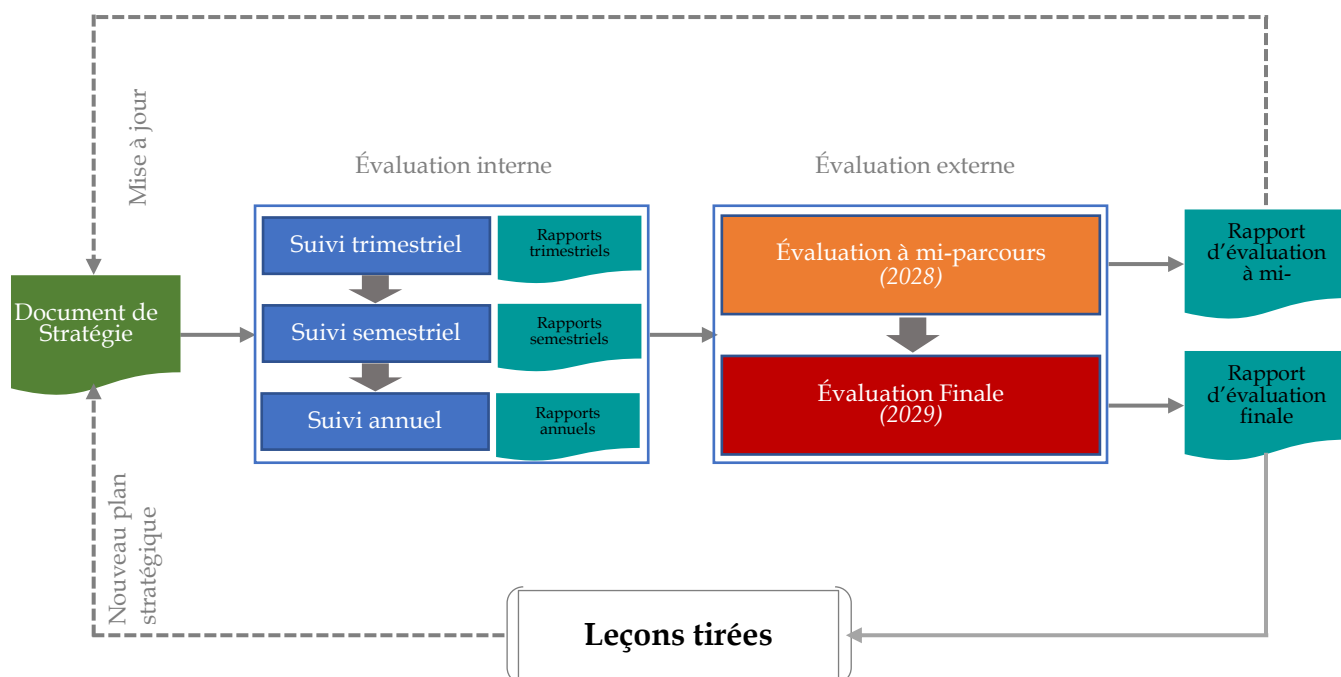 Mise à jour
Évaluation interne
Évaluation externe
Document de
Stratégie
Suivi trimestriel
Rapports
trimestriels
Suivi semestriel
Rapports
semestriels
Suivi annuel
Rapports
annuels
Évaluation à mi-parcours
(2028)
Évaluation Finale
(2029)
Rapport
d'évaluation
à mi-
Rapport
d'évaluation
finale
Nouveau plan
stratégique
Leçons tirées